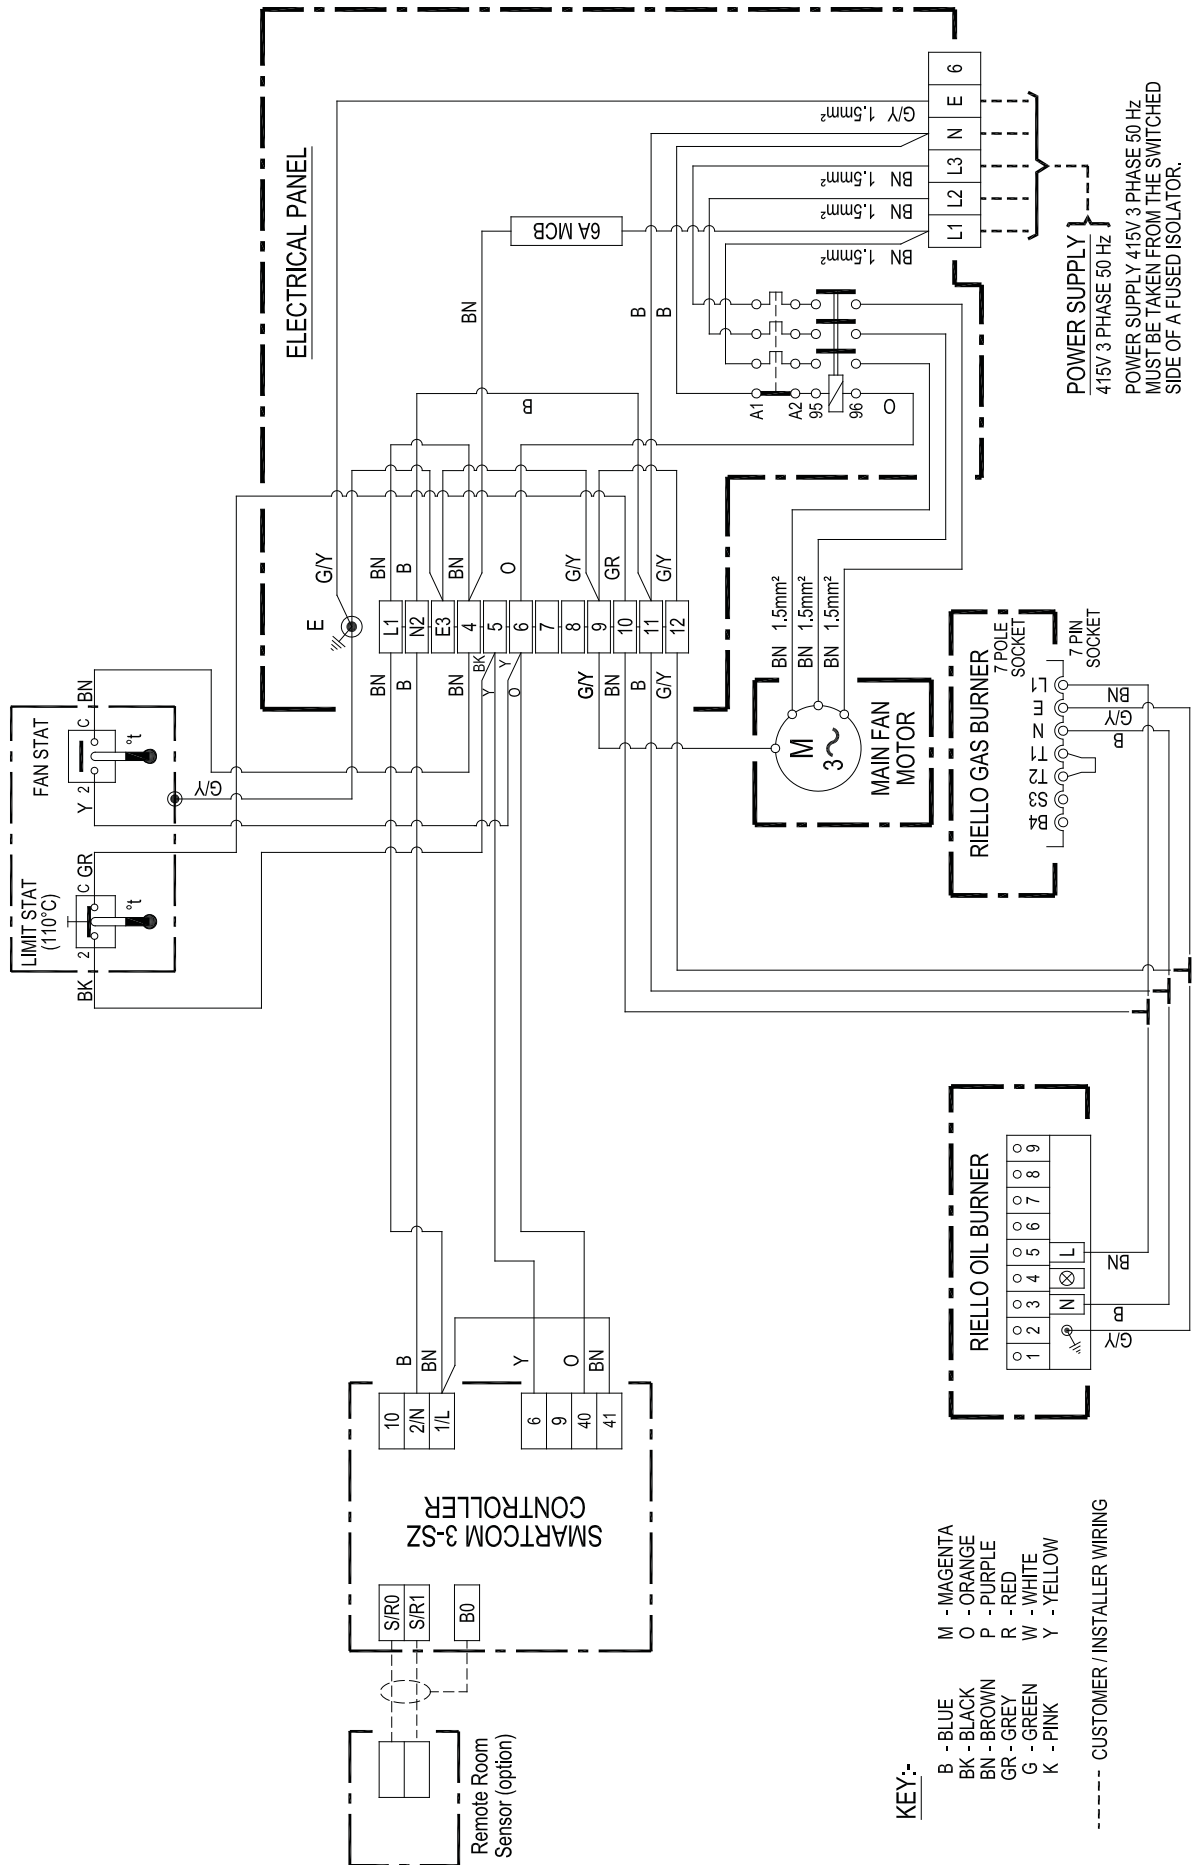 LIMIT STAT
(110°C)
FAN STAT
BK
2
C
GR
t°
Y
2
C
BN
t°
G/Y
ELECTRICAL PANEL
E
G/Y
BN
B
BN
O
G/Y
GR
G/Y
L1
N2
E3
4
5
6
7
8
9
10
11
12
BN
B
BN
BK
Y
Y
O
G/Y
BN
B
G/Y
B
BN
B
B
6A MCB
A1
A2
95
96
O
BN 1.5mm²
BN 1.5mm²
BN 1.5mm²
G/Y 1.5mm²
L1
L2
L3
N
E
6
POWER SUPPLY
415V 3 PHASE 50 Hz
POWER SUPPLY 415V 3 PHASE 50 Hz
MUST BE TAKEN FROM THE SWITCHED
SIDE OF A FUSED ISOLATOR.
BN 1.5mm²
BN 1.5mm²
BN 1.5mm²
M
3~
MAIN FAN
MOTOR
RIELLO GAS BURNER
7 POLE
SOCKET
7 PIN
SOCKET
B4
S3
T2
T1
N
E
L1
B
G/Y
BN
RIELLO OIL BURNER
1
2
3
4
5
6
7
8
9
N
L
G/Y
B
BN
SMARTCOM 3-SZ
CONTROLLER
10
2/N
1/L
6
9
40
41
B
BN
Y
O
BN
S/R0
S/R1
B0
Remote Room
Sensor (option)
KEY:-
B - BLUE
BK - BLACK
BN - BROWN
GR - GREY
G - GREEN
K - PINK
M - MAGENTA
O - ORANGE
P - PURPLE
R - RED
W - WHITE
Y - YELLOW
------ CUSTOMER / INSTALLER WIRING